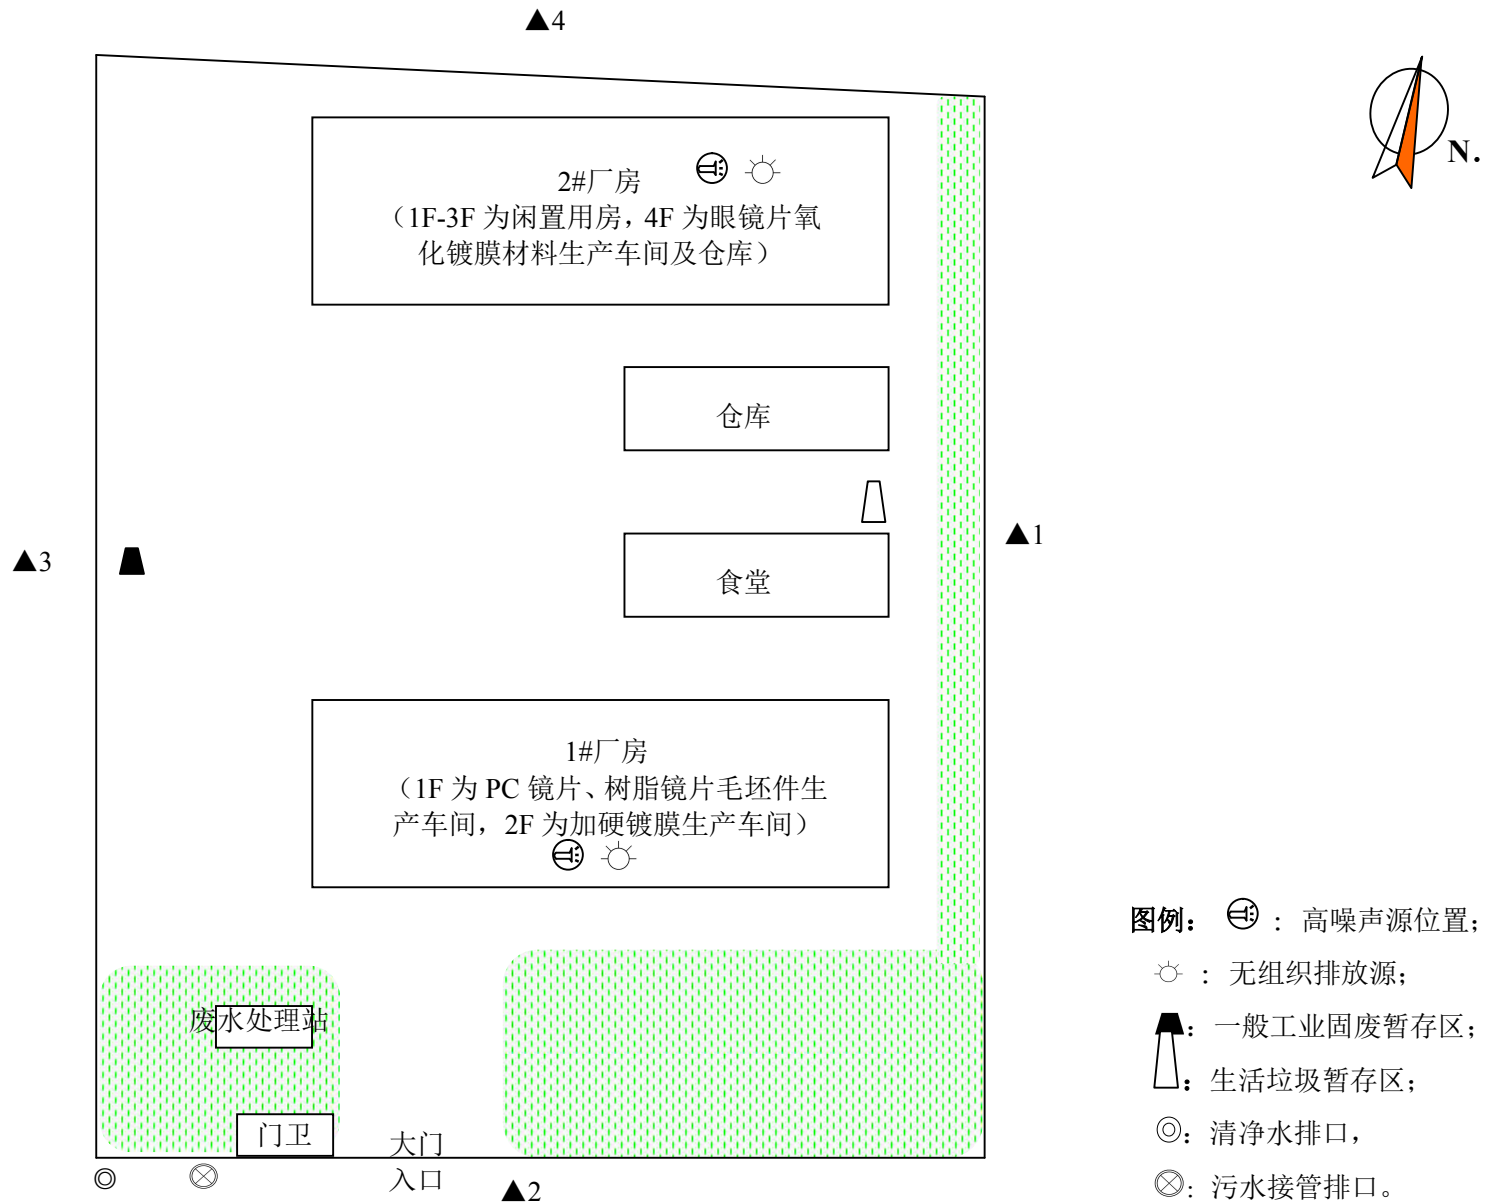 ▲4
N.
2#厂房
（1F-3F 为闲置用房，4F 为眼镜片氧
化镀膜材料生产车间及仓库）
仓库
▲3
▲1
食堂
1#厂房
（1F 为 PC 镜片、树脂镜片毛坯件生
产车间，2F 为加硬镀膜生产车间）
废水处理站
门卫
大门
入口
▲2
图例： ：高噪声源位置；
：无组织排放源；
：一般工业固废暂存区；
：生活垃圾暂存区；
◎：清净水排口，
⊗：污水接管排口。